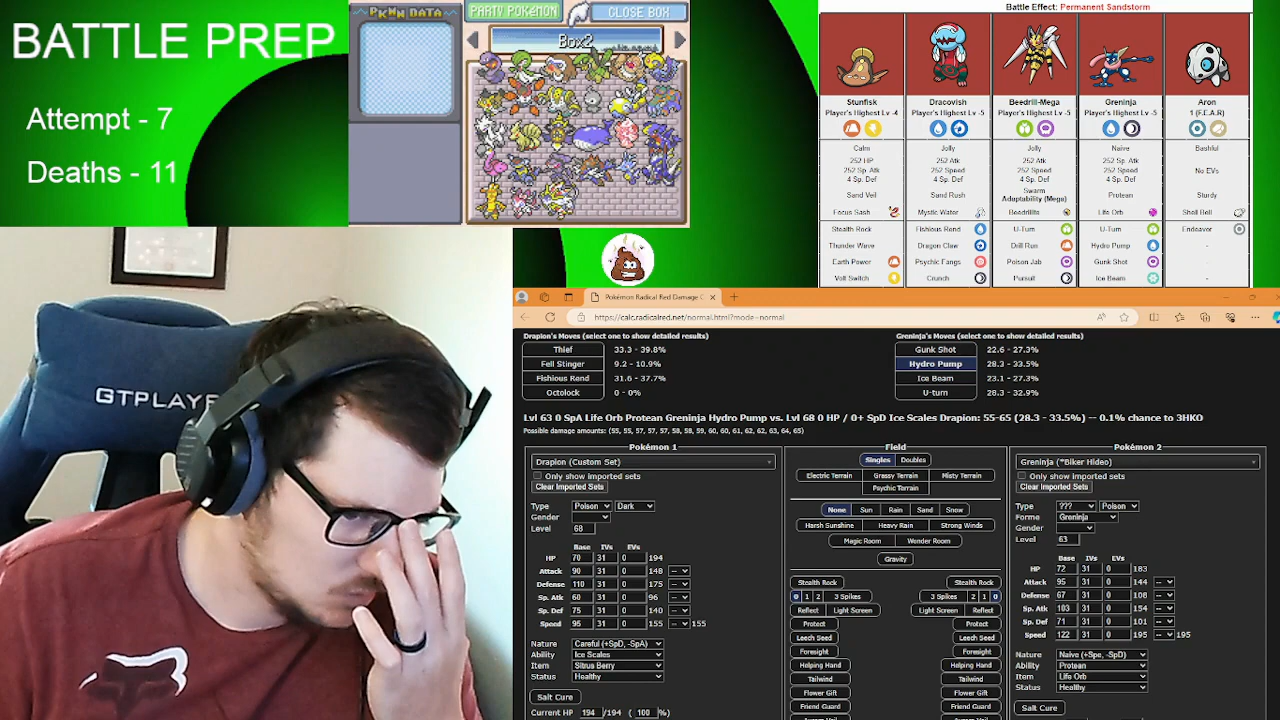 BATTLE PREP
Attempt - 7
Deaths - 11
PKMN DATA
PARTY POKéMON
CLOSE BOX
Box2
Battle Effect: Permanent Sandstorm
Stunfisk Dracovish Beedrill-Mega Greninja Aron
Player's Highest Lv -4 Player's Highest Lv -5 Player's Highest Lv -5 Player's Highest Lv -5 1 (F.E.A.R)
Calm Jolly Jolly Naive Bashful
252 HP 252 Atk 252 Atk 252 Sp. Atk
252 Sp. Atk 252 Speed 252 Speed 252 Speed No EVs
4 Sp. Def 4 Sp. Def 4 Sp. Def 4 Sp. Def
Sand Veil Sand Rush Swarm Protean Sturdy
Adaptability (Mega)
Focus Sash Mystic Water Beedrillite Life Orb Shell Bell
Stealth Rock Fishious Rend U-Turn U-Turn Endeavor
Thunder Wave Dragon Claw Drill Run Hydro Pump -
Earth Power Psychic Fangs Poison Jab Gunk Shot -
Volt Switch Crunch Pursuit Ice Beam -
GTPLAYER
Pokémon Radical Red Damage C
https://calc.radicalred.net/normal.html?mode=normal
Drapion's Moves (select one to show detailed results) Greninja's Moves (select one to show detailed results)
Thief 33.3 - 39.8% Gunk Shot 22.6 - 27.3%
Fell Stinger 9.2 - 10.9% Hydro Pump 28.3 - 33.5%
Fishious Rend 31.6 - 37.7% Ice Beam 23.1 - 27.3%
Octolock 0 - 0% U-turn 28.3 - 32.9%
Lvl 63 0 SpA Life Orb Protean Greninja Hydro Pump vs. Lvl 68 0 HP / 0+ SpD Ice Scales Drapion: 55-65 (28.3 - 33.5%) -- 0.1% chance to 3HKO
Possible damage amounts: (55, 55, 57, 57, 57, 58, 58, 59, 60, 60, 61, 62, 62, 63, 64, 65)
Pokémon 1 Field Pokémon 2
Drapion (Custom Set) Singles Doubles Greninja (*Biker Hideo)
Only show imported sets Electric Terrain Grassy Terrain Misty Terrain Only show imported sets
Clear Imported Sets Psychic Terrain Clear Imported Sets
Type Poison Dark None Sun Rain Sand Snow Type ??? Poison
Gender Harsh Sunshine Heavy Rain Strong Winds Forme Greninja
Level 68 Magic Room Wonder Room Gender
Gravity Level 63
Base IVs EVs Base IVs EVs
HP 70 31 0 194 HP 72 31 0 183
Attack 90 31 0 148 -- Attack 95 31 0 144 --
Defense 110 31 0 175 -- Defense 67 31 0 108 --
Sp. Atk 60 31 0 96 -- Sp. Atk 103 31 0 154 --
Sp. Def 75 31 0 140 -- Sp. Def 71 31 0 101 --
Speed 95 31 0 155 -- 155 Speed 122 31 0 195 -- 195
Stealth Rock Stealth Rock
0 1 2 3 Spikes 3 Spikes 2 1 0
Reflect Light Screen Light Screen Reflect
Protect Protect
Leech Seed Leech Seed
Foresight Foresight
Helping Hand Helping Hand
Tailwind Tailwind
Flower Gift Flower Gift
Friend Guard Friend Guard
Nature Careful (+SpD, -SpA) Nature Naive (+Spe, -SpD)
Ability Ice Scales Ability Protean
Item Sitrus Berry Item Life Orb
Status Healthy Status Healthy
Salt Cure Salt Cure
Current HP 194 /194 ( 100 %)